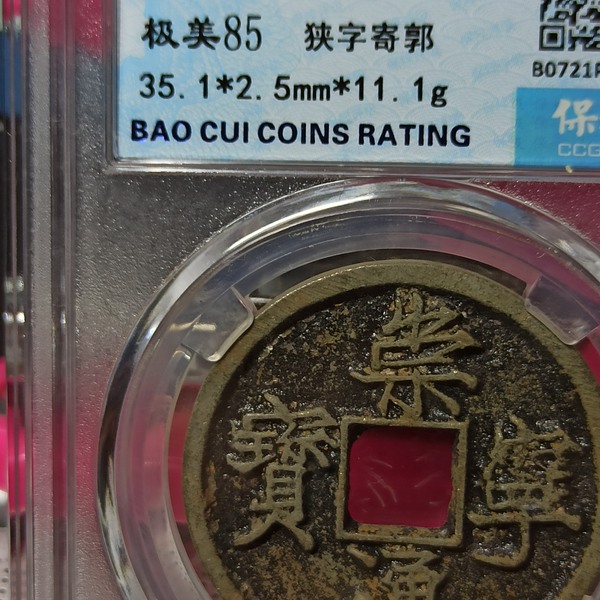 极美85 狭字寄郭
35.1*2.5mm*11.1g
BAO CUI COINS RATING
B0721
保
CCG
崇
寶 寧
通